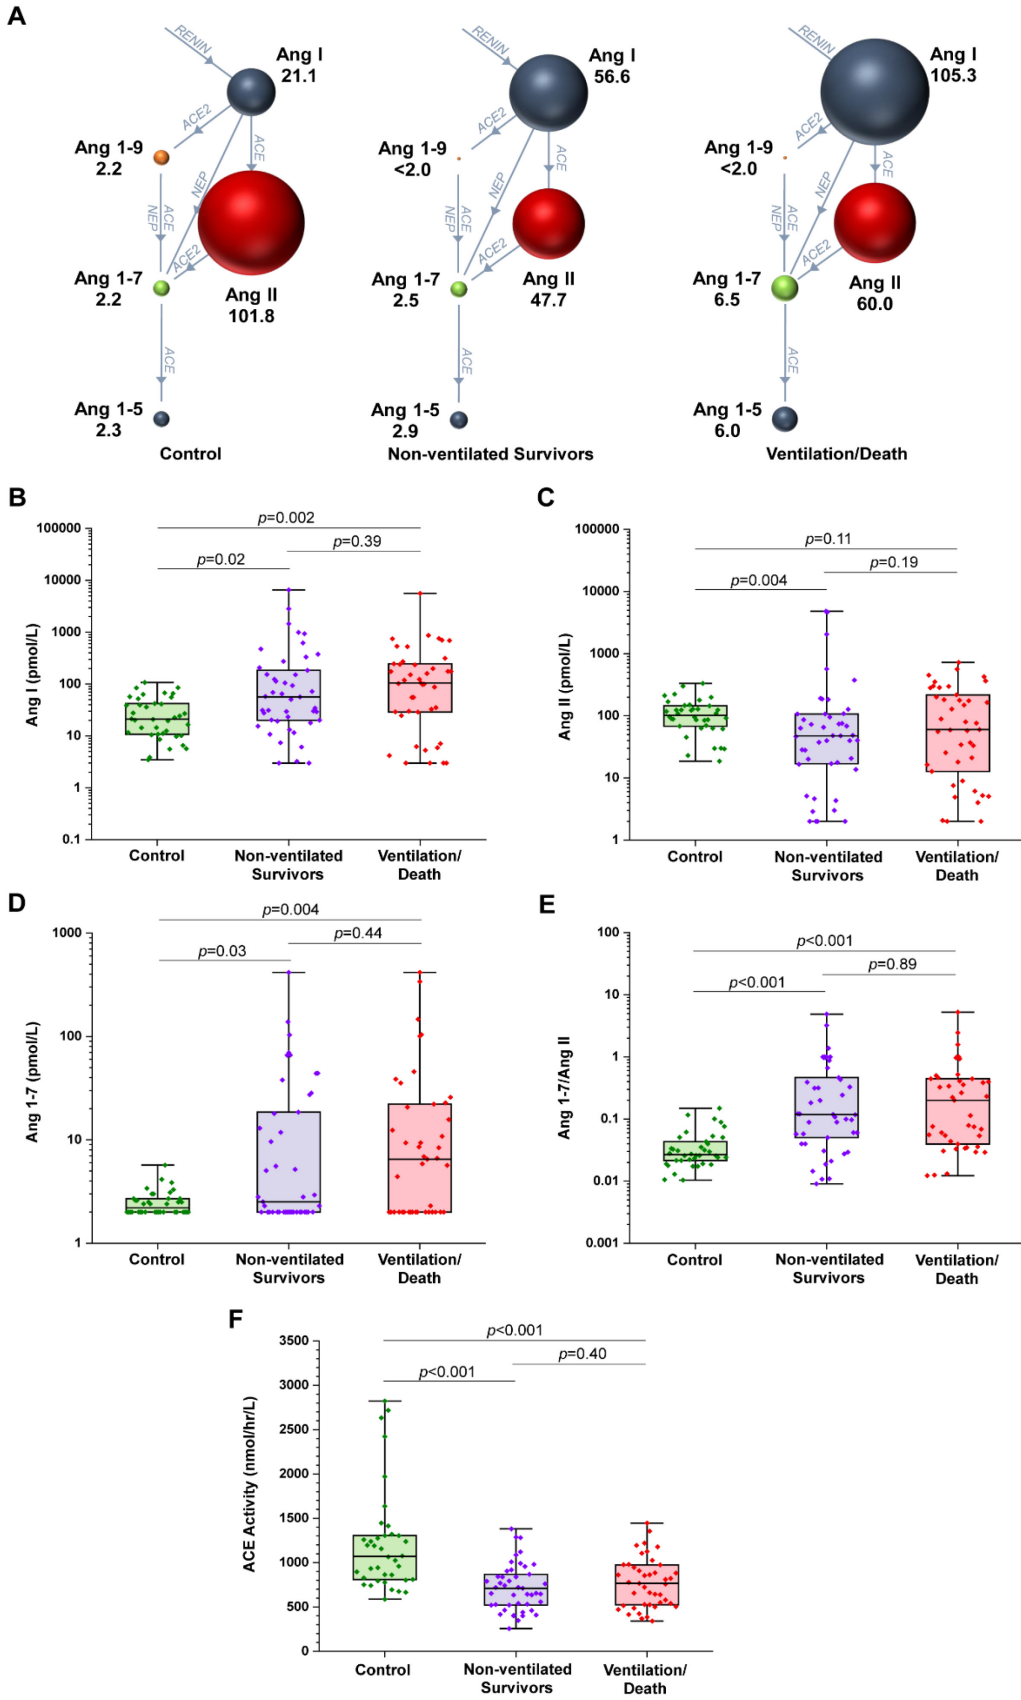 A
RENIN
Ang I
21.1
ACE2
ACE
Ang 1-9
2.2
NEP
ACE
NEP
ACE2
Ang 1-7
2.2
Ang II
101.8
ACE
Ang 1-5
2.3
Control
RENIN
Ang I
56.6
ACE2
ACE
Ang 1-9
<2.0
NEP
ACE
NEP
ACE2
Ang 1-7
2.5
Ang II
47.7
ACE
Ang 1-5
2.9
Non-ventilated Survivors
RENIN
Ang I
105.3
ACE2
ACE
Ang 1-9
<2.0
NEP
ACE
NEP
ACE2
Ang 1-7
6.5
Ang II
60.0
ACE
Ang 1-5
6.0
Ventilation/Death
B
Ang I (pmol/L)
100000
10000
1000
100
10
1
0.1
p=0.002
p=0.39
p=0.02
Control
Non-ventilated
Survivors
Ventilation/
Death
C
Ang II (pmol/L)
100000
10000
1000
100
10
1
p=0.11
p=0.19
p=0.004
Control
Non-ventilated
Survivors
Ventilation/
Death
D
Ang 1-7 (pmol/L)
1000
100
10
1
p=0.004
p=0.44
p=0.03
Control
Non-ventilated
Survivors
Ventilation/
Death
E
Ang 1-7/Ang II
100
10
1
0.1
0.01
0.001
p<0.001
p=0.89
p<0.001
Control
Non-ventilated
Survivors
Ventilation/
Death
F
ACE Activity (nmol/hr/L)
3500
3000
2500
2000
1500
1000
500
0
p<0.001
p=0.40
p<0.001
Control
Non-ventilated
Survivors
Ventilation/
Death